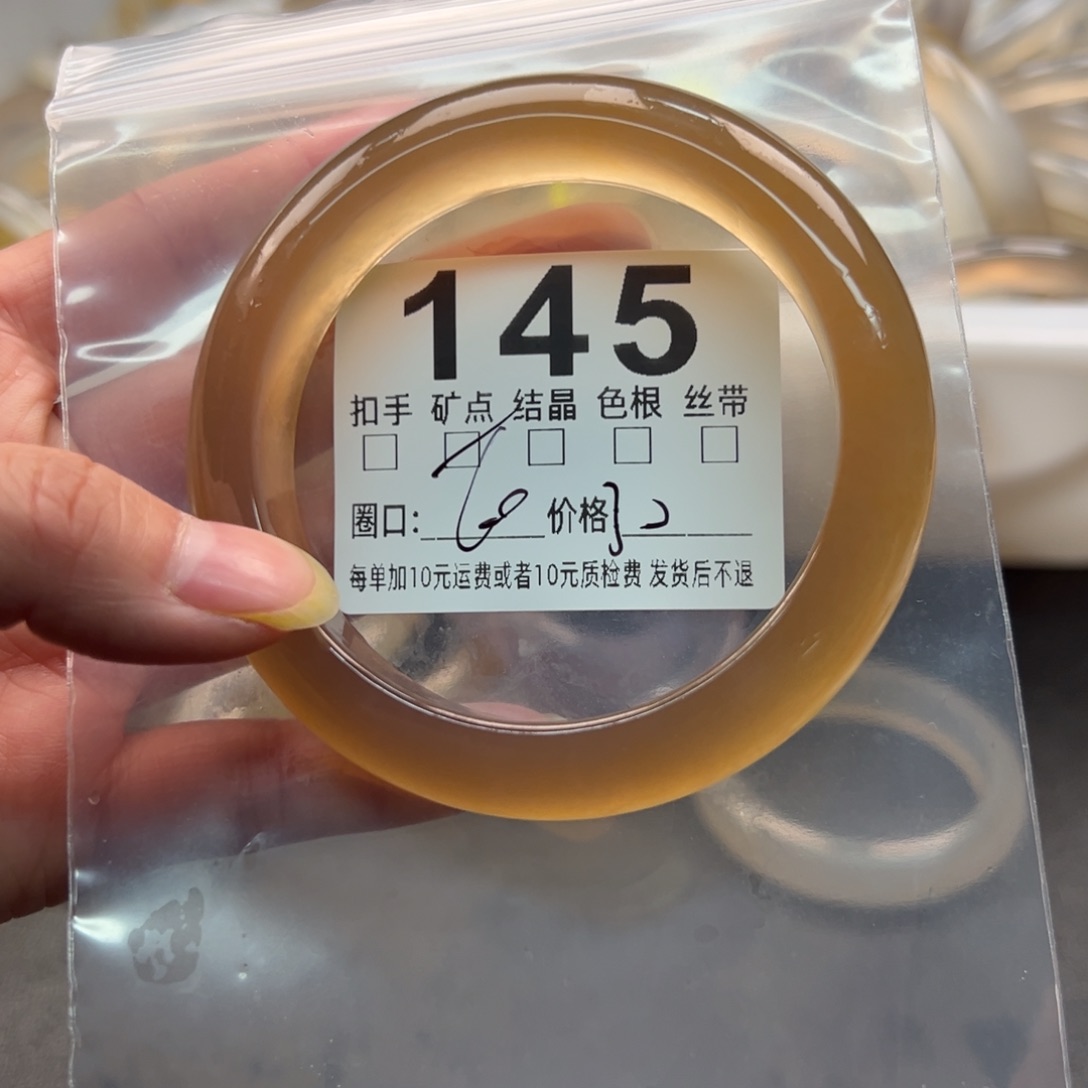 145
扣手 矿点 结晶 色根 丝带
□ □ □ □ □
圈口: 价格
每单加10元运费或者10元质检费 发货后不退